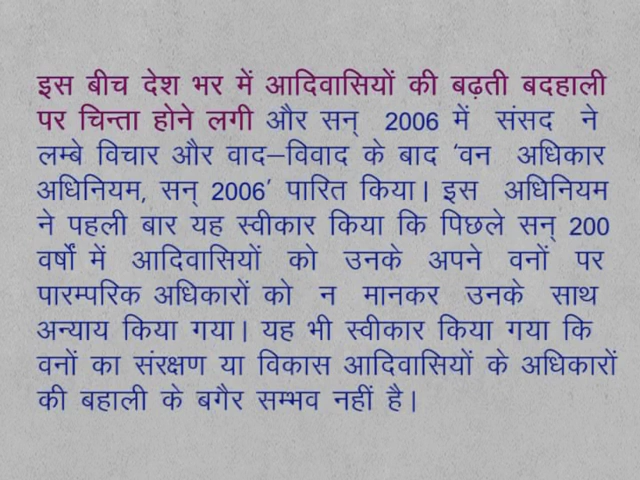 इस बीच देश भर में आदिवासियों की बढ़ती बदहाली
पर चिन्ता होने लगी और सन् 2006 में संसद ने
लम्बे विचार और वाद–विवाद के बाद 'वन अधिकार
अधिनियम, सन् 2006' पारित किया। इस अधिनियम
ने पहली बार यह स्वीकार किया कि पिछले सन् 200
वर्षों में आदिवासियों को उनके अपने वनों पर
पारम्परिक अधिकारों को न मानकर उनके साथ
अन्याय किया गया। यह भी स्वीकार किया गया कि
वनों का संरक्षण या विकास आदिवासियों के अधिकारों
की बहाली के बगैर सम्भव नहीं है।